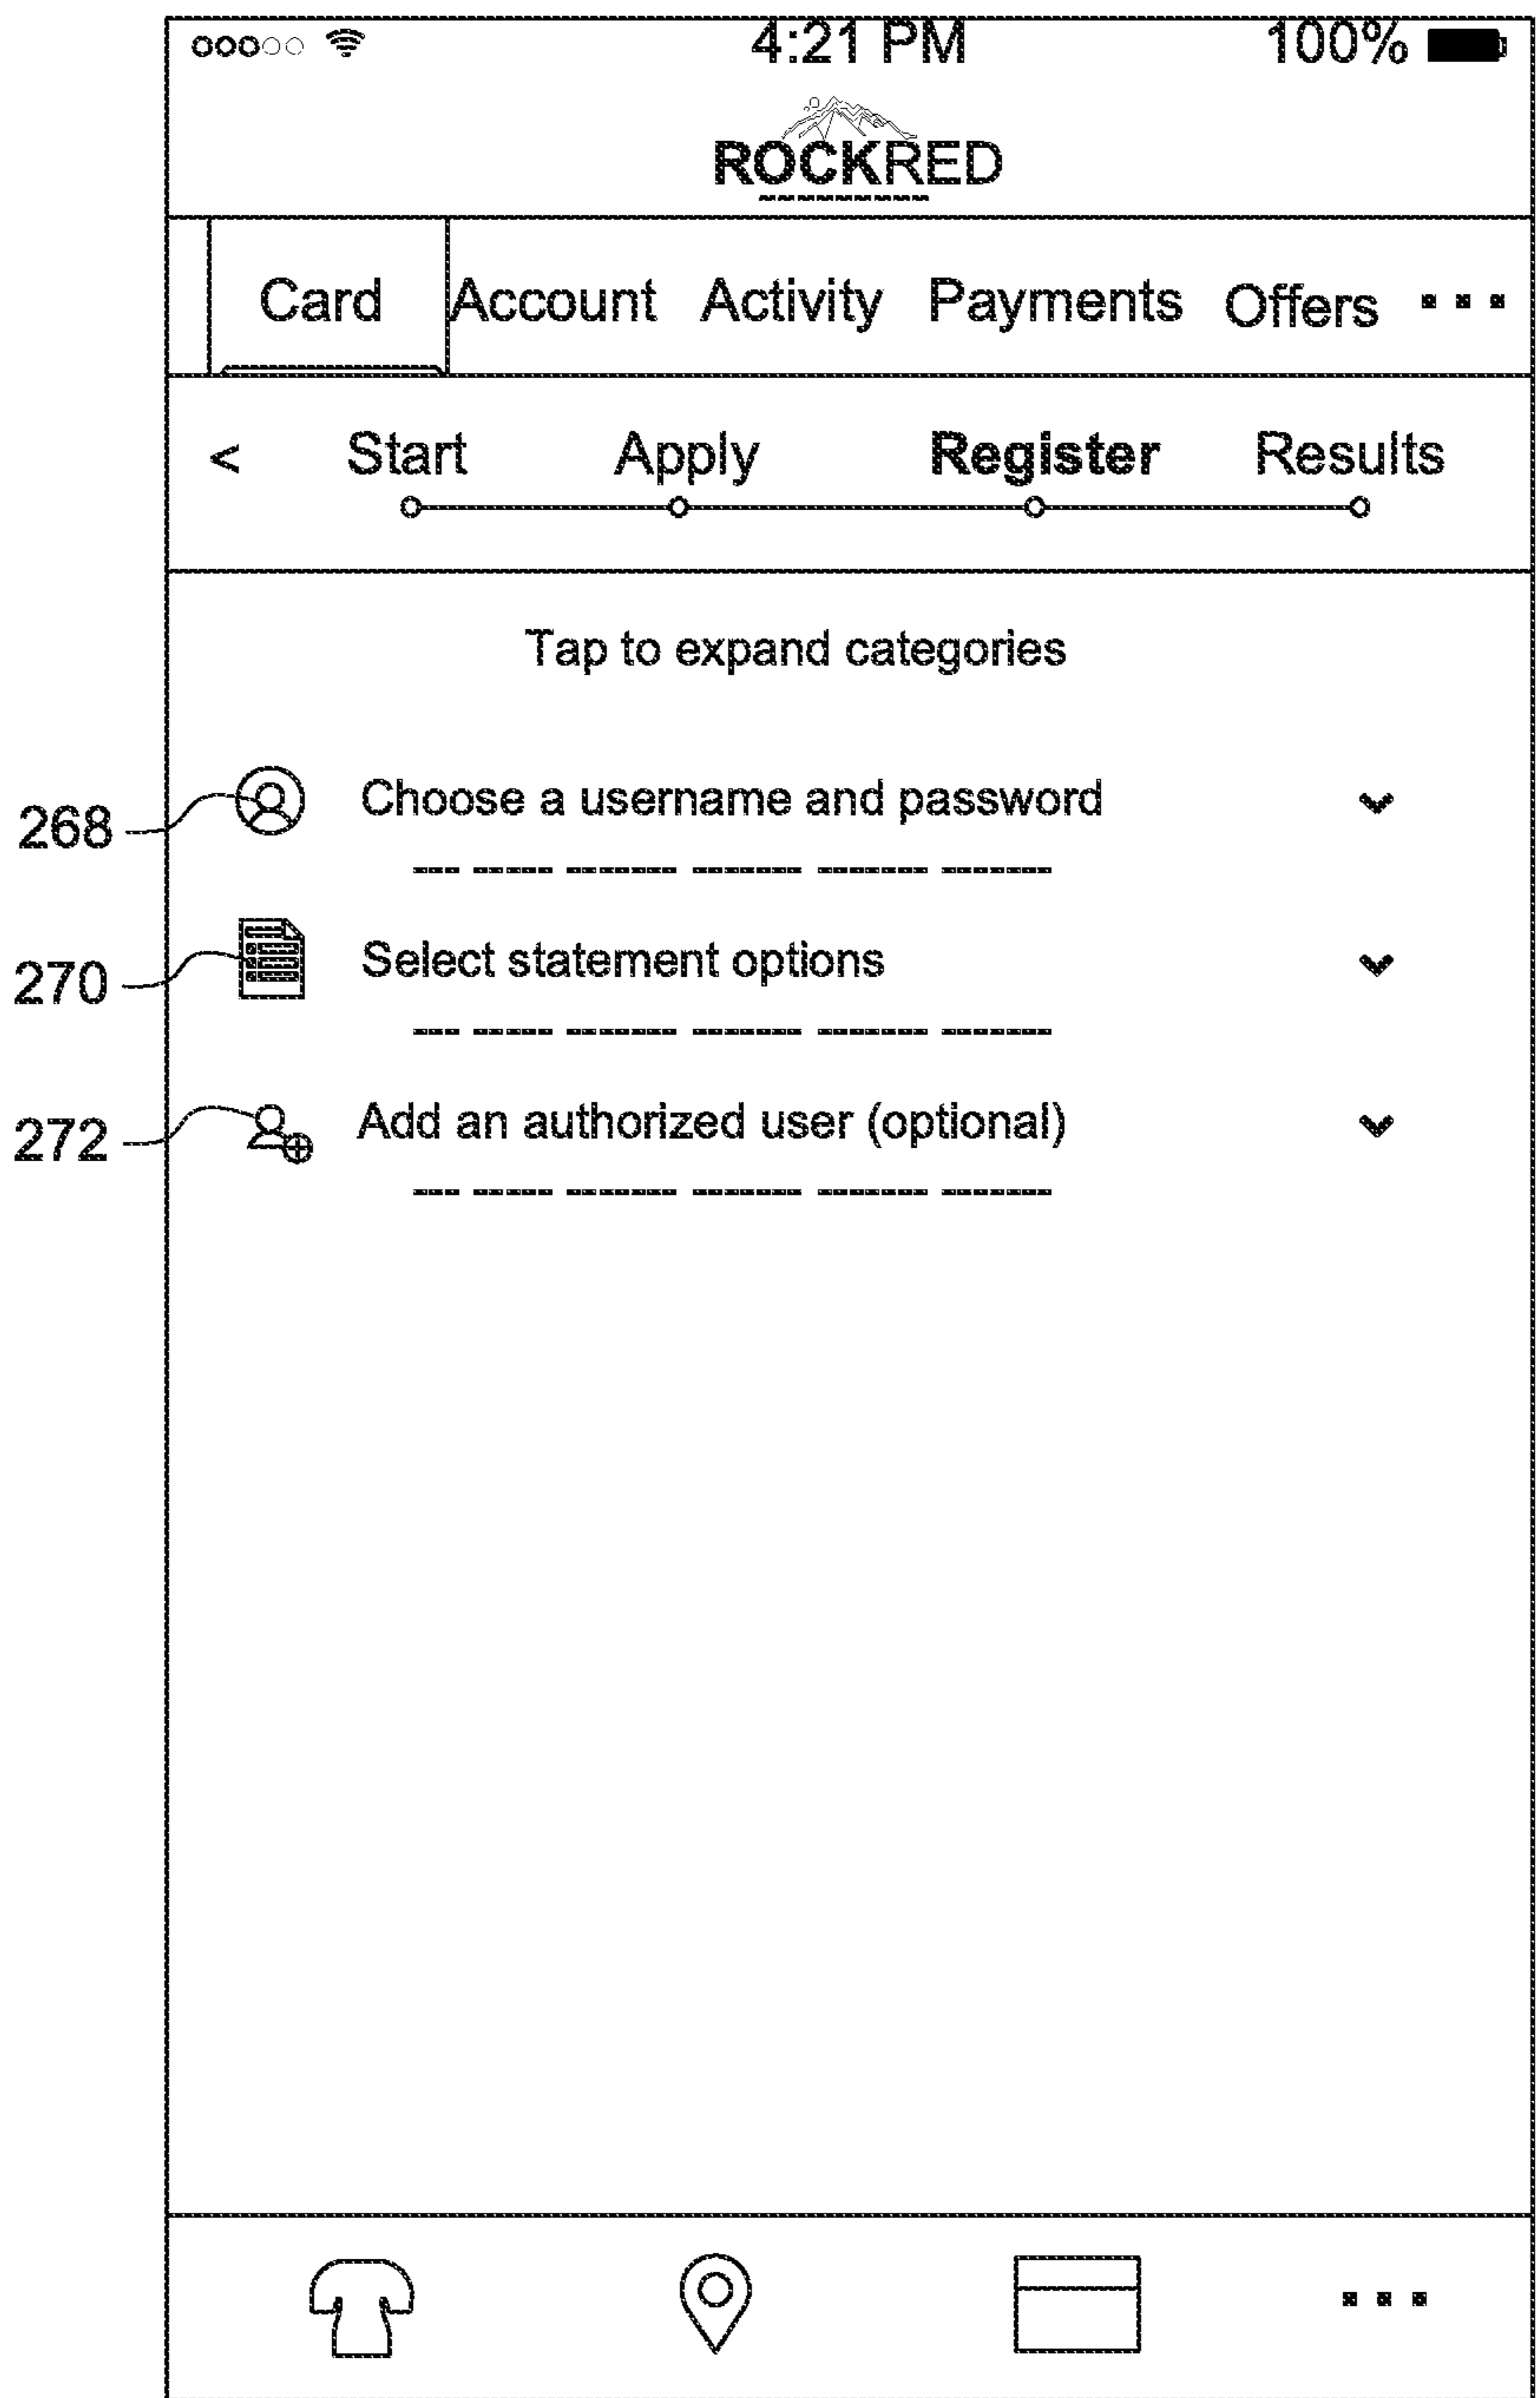 4:21 PM 100%
ROCKRED
Card Account Activity Payments Offers ...
< Start Apply Register Results
Tap to expand categories
268 Choose a username and password
270 Select statement options
272 Add an authorized user (optional)
...